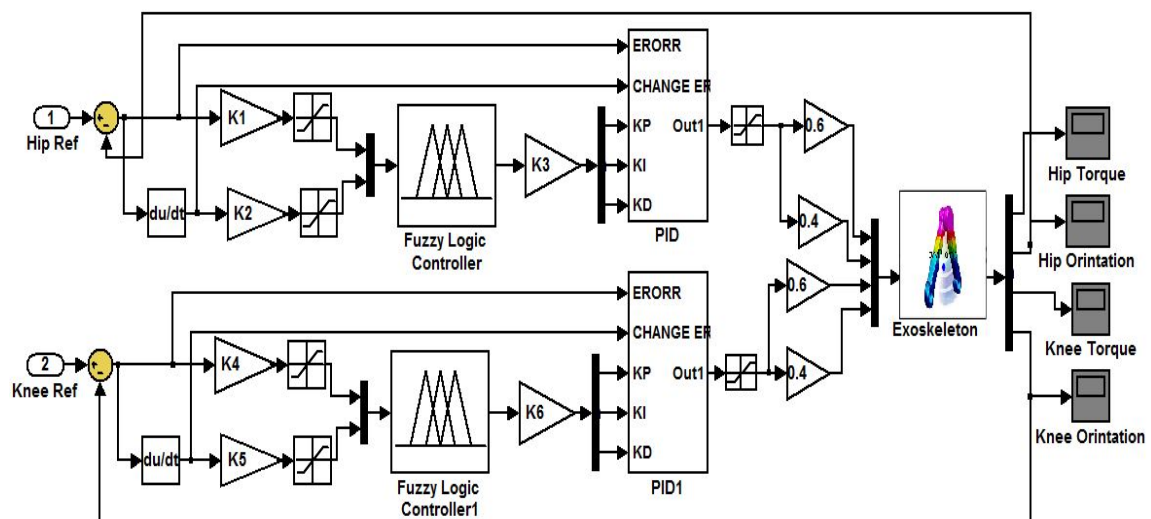 1
Hip Ref
K1
du/dt
K2
Fuzzy Logic
Controller
K3
ERORR
CHANGE ER
KP
KI
KD
Out1
PID
0.6
0.4
0.6
0.4
Exoskeleton
Hip Torque
Hip Orintation
Knee Torque
Knee Orintation
2
Knee Ref
K4
du/dt
K5
Fuzzy Logic
Controller1
K6
ERORR
CHANGE ER
KP
KI
KD
Out1
PID1